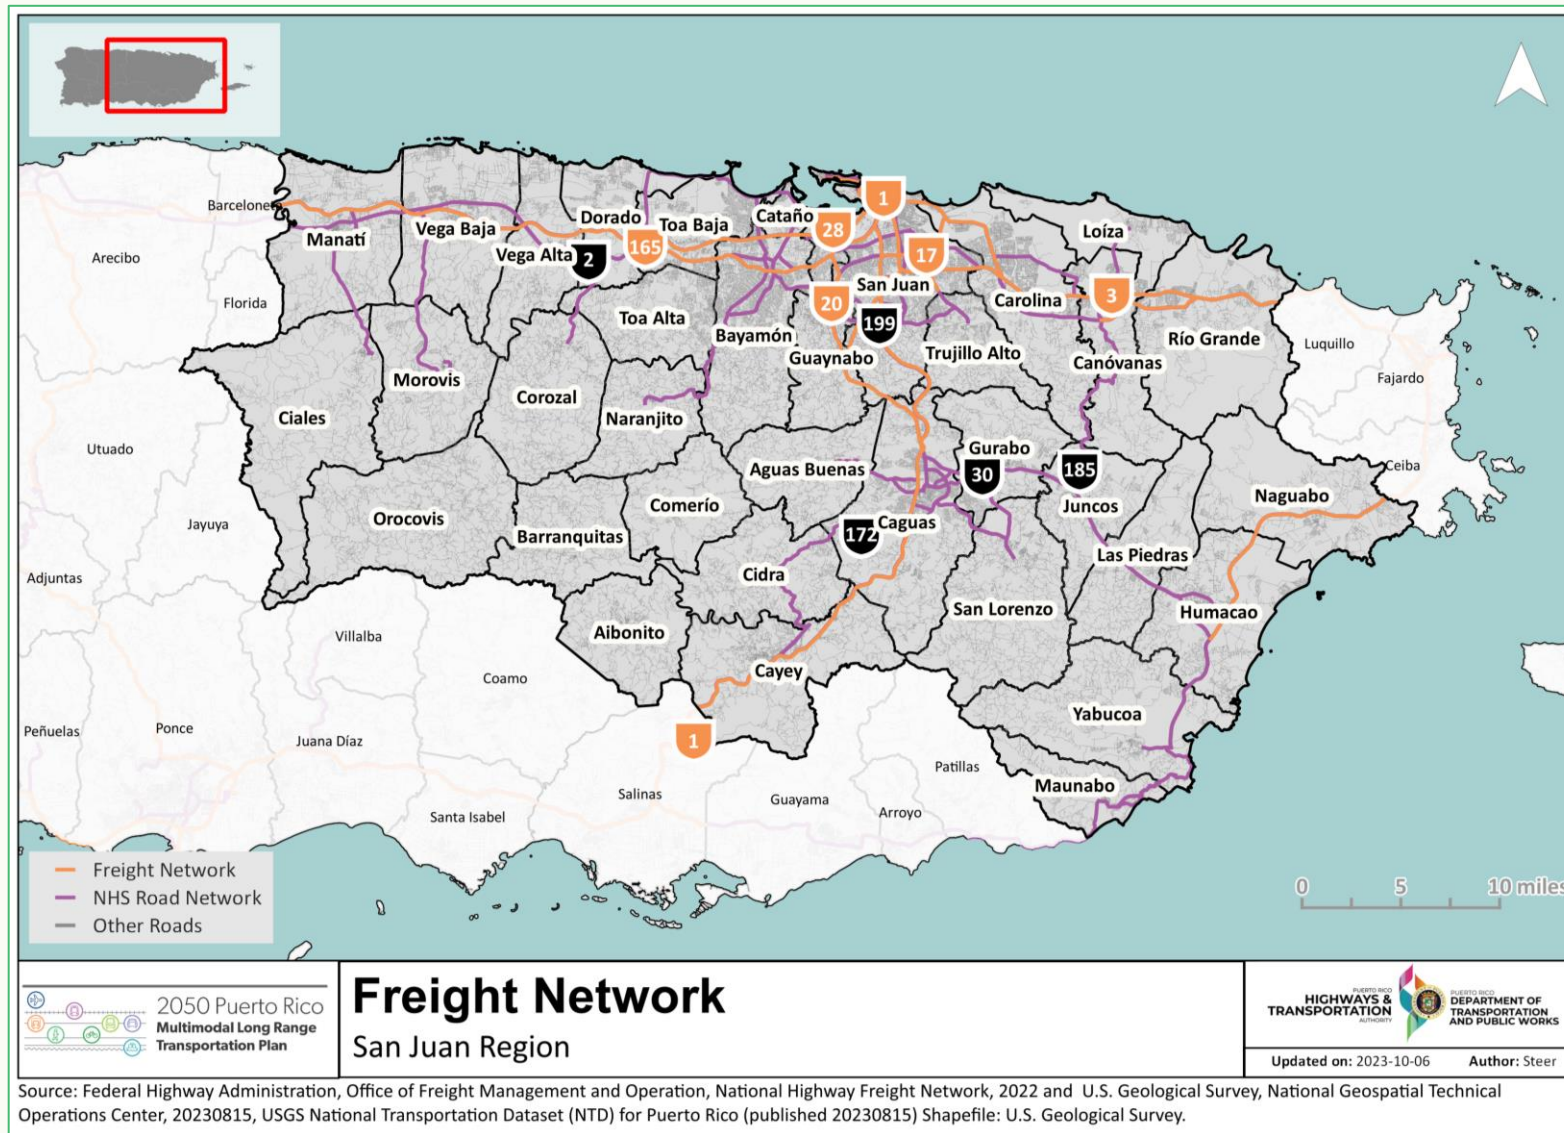 Barceloneta
Manatí
Vega Baja
Dorado
Toa Baja
Cataño
Loíza
1
28
165
17
2
Vega Alta
San Juan
Carolina
3
20
199
Arecibo
Florida
Toa Alta
Bayamón
Guaynabo
Trujillo Alto
Canóvanas
Río Grande
Luquillo
Fajardo
Ciales
Morovis
Corozal
Naranjito
Utuado
Aguas Buenas
Gurabo
30
185
Ceiba
Naguabo
Jayuya
Orocovis
Barranquitas
Comerío
Caguas
172
Juncos
Las Piedras
Adjuntas
Cidra
San Lorenzo
Humacao
Villalba
Aibonito
Coamo
Cayey
Peñuelas
Ponce
Juana Díaz
1
Yabucoa
Patillas
Maunabo
Salinas
Guayama
Arroyo
Santa Isabel
Freight Network
NHS Road Network
Other Roads
0 5 10 miles
2050 Puerto Rico
Multimodal Long Range
Transportation Plan
Freight Network
San Juan Region
PUERTO RICO
HIGHWAYS &
TRANSPORTATION
AUTHORITY
PUERTO RICO
DEPARTMENT OF
TRANSPORTATION
AND PUBLIC WORKS
Updated on: 2023-10-06 Author: Steer
Source: Federal Highway Administration, Office of Freight Management and Operation, National Highway Freight Network, 2022 and U.S. Geological Survey, National Geospatial Technical
Operations Center, 20230815, USGS National Transportation Dataset (NTD) for Puerto Rico (published 20230815) Shapefile: U.S. Geological Survey.